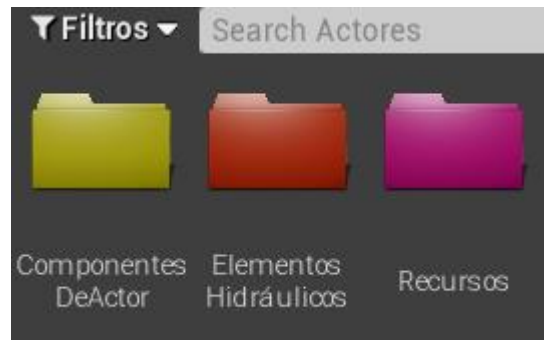 Filtros
Search Actores
Componentes
DeActor
Elementos
Hidráulicos
Recursos